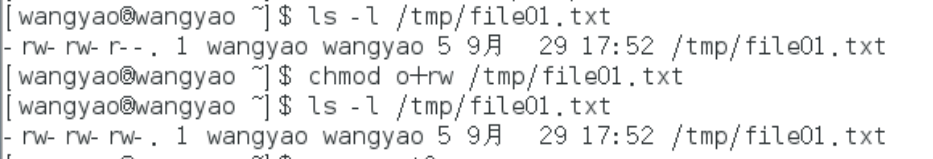 [wangyao@wangyao ~]$ ls -l /tmp/file01.txt
-rw-rw-r--. 1 wangyao wangyao 5 9月  29 17:52 /tmp/file01.txt
[wangyao@wangyao ~]$ chmod o+rw /tmp/file01.txt
[wangyao@wangyao ~]$ ls -l /tmp/file01.txt
-rw-rw-rw-. 1 wangyao wangyao 5 9月  29 17:52 /tmp/file01.txt